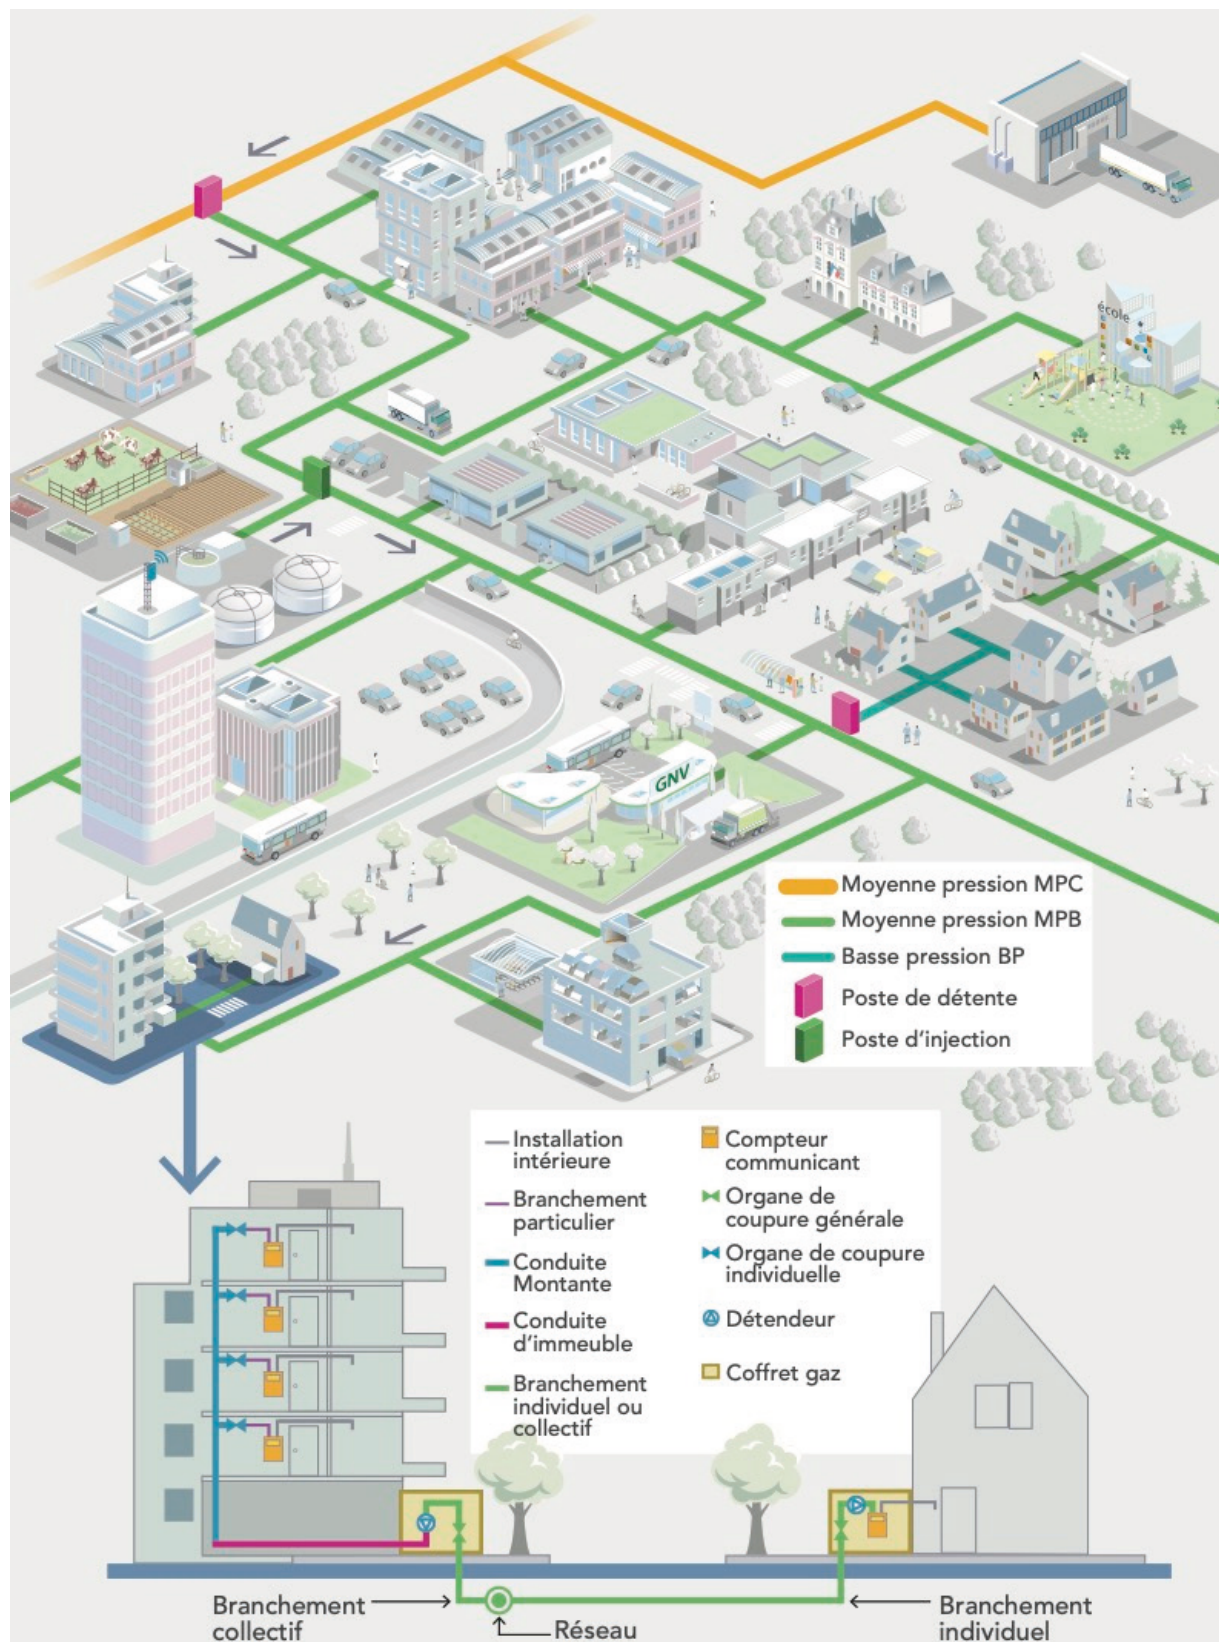 école
GNV
Moyenne pression MPC
Moyenne pression MPB
Basse pression BP
Poste de détente
Poste d'injection
Installation
intérieure
Branchement
particulier
Conduite
Montante
Conduite
d'immeuble
Branchement
individuel ou
collectif
Compteur
communicant
Organe de
coupure générale
Organe de coupure
individuelle
Détendeur
Coffret gaz
Branchement
collectif
Réseau
Branchement
individuel